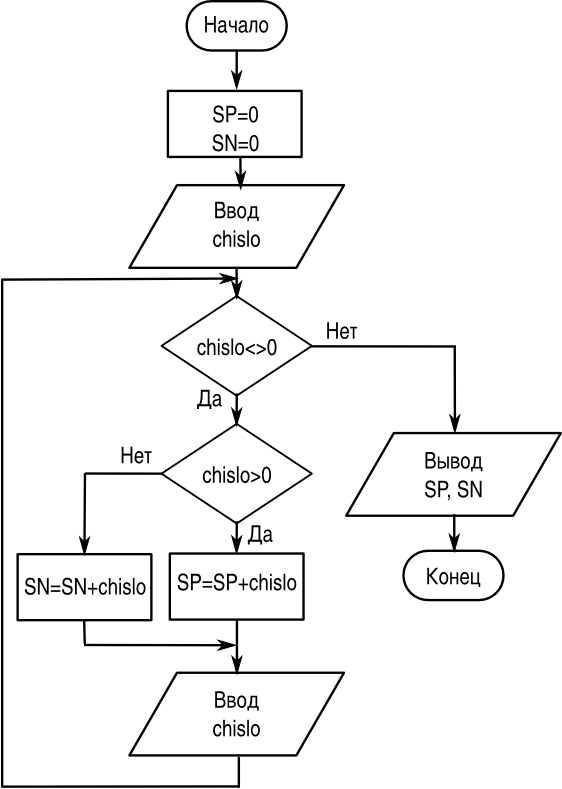 Начало
SP=0
SN=0
Ввод
chislo
chislo<>0
Нет
Да
Вывод
SP, SN
Нет
chislo>0
Да
Конец
SN=SN+chislo
SP=SP+chislo
Ввод
chislo